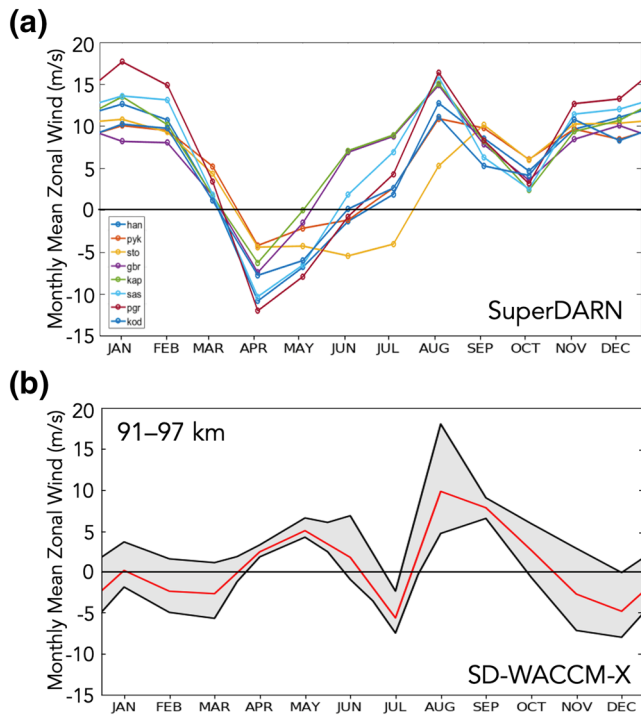 (a)
Monthly Mean Zonal Wind (m/s)
20
15
10
5
0
-5
-10
-15
han
pyk
sto
gbr
kap
sas
pgr
kod
SuperDARN
JAN FEB MAR APR MAY JUN JUL AUG SEP OCT NOV DEC
(b)
Monthly Mean Zonal Wind (m/s)
20
15
10
5
0
-5
-10
-15
91–97 km
SD-WACCM-X
JAN FEB MAR APR MAY JUN JUL AUG SEP OCT NOV DEC